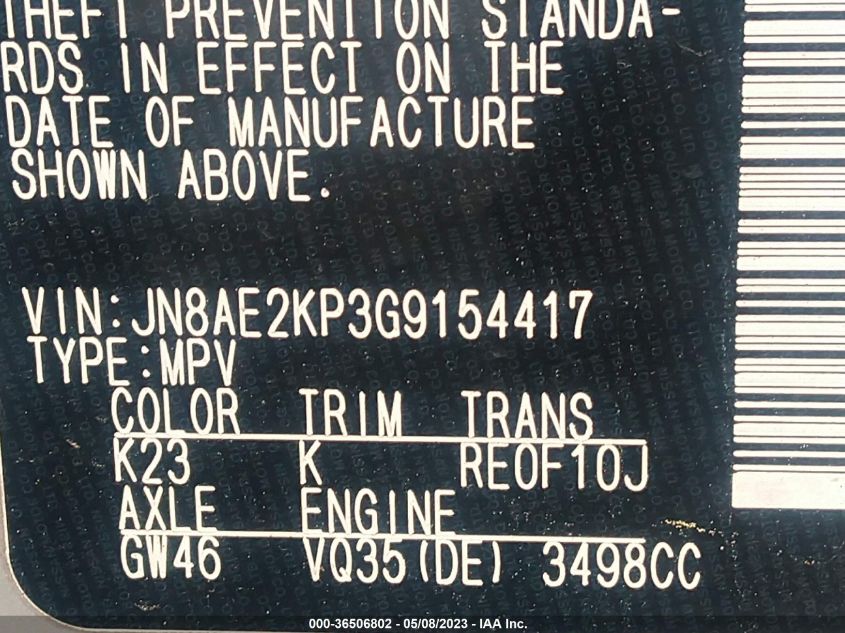 THEFT PREVENTION STANDA-
RDS IN EFFECT ON THE
DATE OF MANUFACTURE
SHOWN ABOVE.
VIN:JN8AE2KP3G9154417
TYPE:MPV
COLOR TRIM TRANS
K23 K RE0F10J
AXLE ENGINE
GW46 VQ35(DE) 3498CC
000-36506802 - 05/08/2023 - IAA Inc.